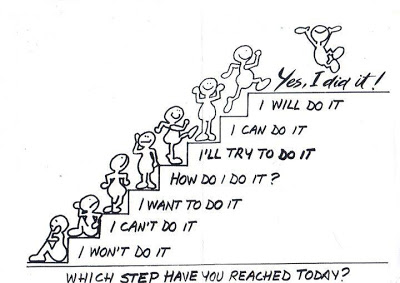 Yes, I did it!
I WILL DO IT
I CAN DO IT
I'LL TRY TO DO IT
HOW DO I DO IT?
I WANT TO DO IT
I CAN'T DO IT
I WON'T DO IT
WHICH STEP HAVE YOU REACHED TODAY?